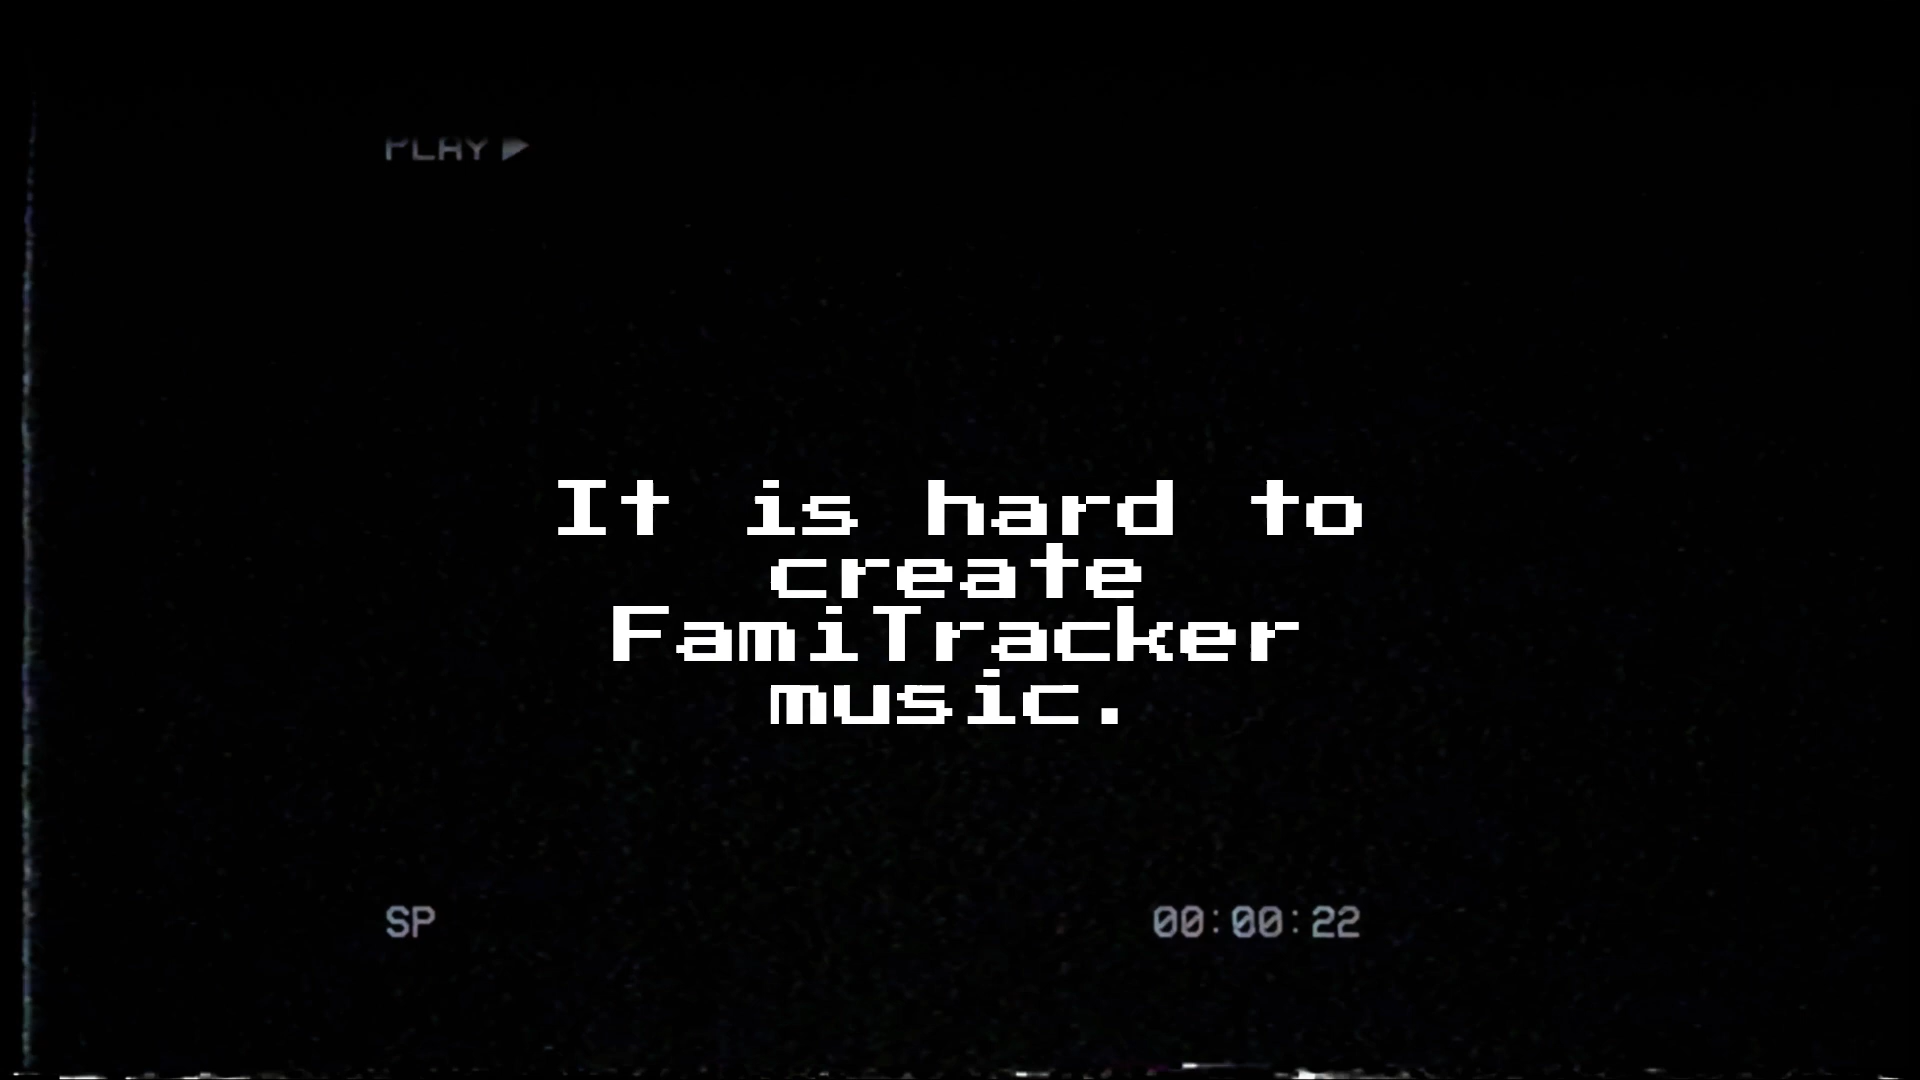 PLAY
It is hard to
create
FamiTracker
music.
SP
00:00:22